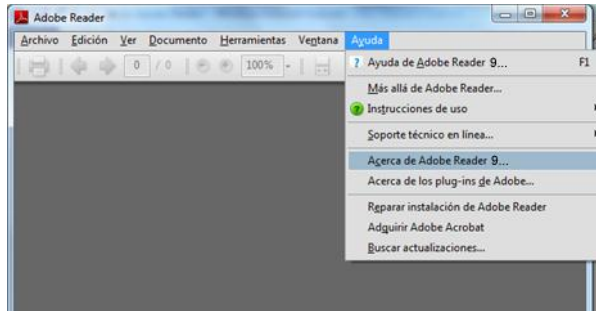 Adobe Reader
Archivo Edición Ver Documento Herramientas Ventana Ayuda
0 / 0 100%
? Ayuda de Adobe Reader 9... F1
Más allá de Adobe Reader...
? Instrucciones de uso
Soporte técnico en línea...
Acerca de Adobe Reader 9...
Acerca de los plug-ins de Adobe...
Reparar instalación de Adobe Reader
Adquirir Adobe Acrobat
Buscar actualizaciones...